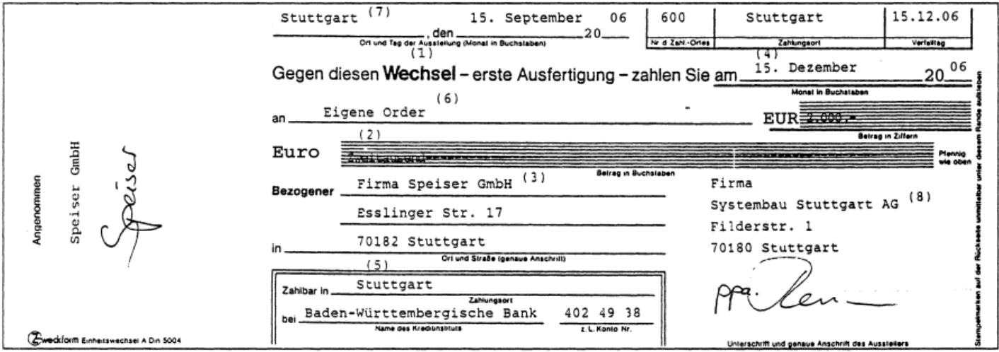 Stuttgart (7) 15. September 06 600 Stuttgart 15.12.06
, den 20
Ort und Tag der Ausstellung (Monat in Buchstaben) Nr d Zahl.-Ortes Zahlungsort Verfalltag
(1) (4)
Gegen diesen Wechsel – erste Ausfertigung – zahlen Sie am 15. Dezember 20 06
Monat in Buchstaben
(6)
an Eigene Order EUR 2.000,-
Betrag in Ziffern
(2)
Euro
Pfennig
wie oben
Betrag in Buchstaben
Bezogener Firma Speiser GmbH (3)
Esslinger Str. 17
in 70182 Stuttgart
Ort und Straße (genaue Anschrift)
(5)
Zahlbar in Stuttgart
Zahlungsort
bei Baden-Württembergische Bank 402 49 38
Name des Kreditinstituts z. L. Konto Nr.
Firma
Systembau Stuttgart AG (8)
Filderstr. 1
70180 Stuttgart
ppa.
Unterschrift und genaue Anschrift des Ausstellers
Angenommen
Speiser GmbH
Speiser
Zweckform Einheitswechsel A Din 5004
Stempelmarken auf der Rückseite unmittelbar unter diesem Rande aufkleben